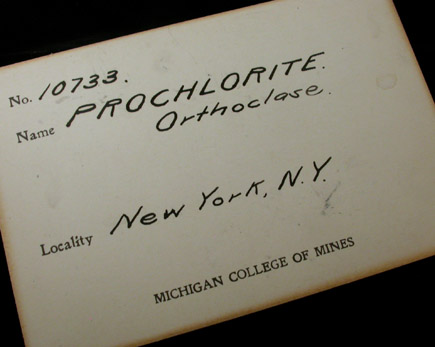 No. 10733.
Name PROCHLORITE.
Orthoclase.
Locality New York, N.Y.
MICHIGAN COLLEGE OF MINES